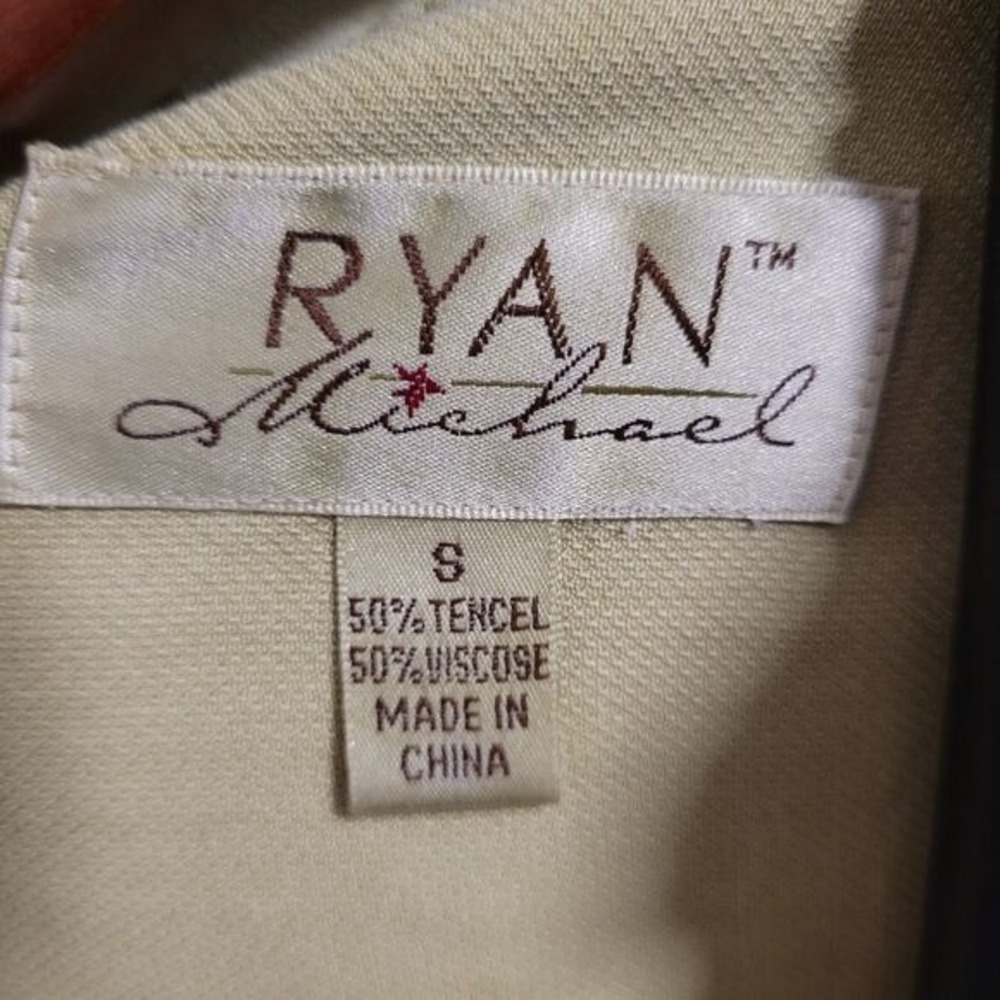 RYAN™
Michael
S
50% TENCEL
50% VISCOSE
MADE IN
CHINA